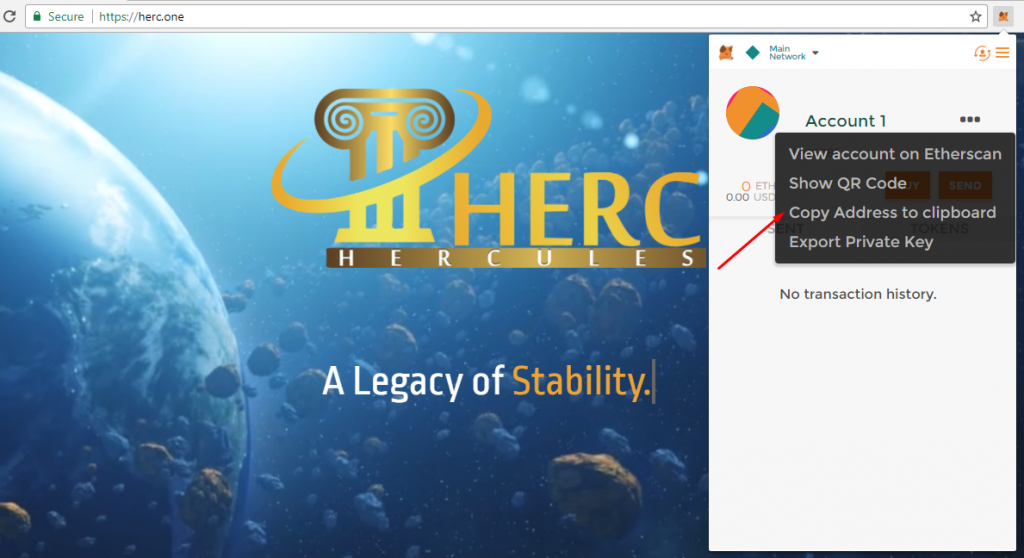 Secure
https://herc.one
HERC
HERCULES
A Legacy of Stability.
Main
Network
Account 1
View account on Etherscan
0 ETH
Show QR Code
BUY
SEND
0.00 USD
Copy Address to clipboard
SENT
TOKENS
Export Private Key
No transaction history.